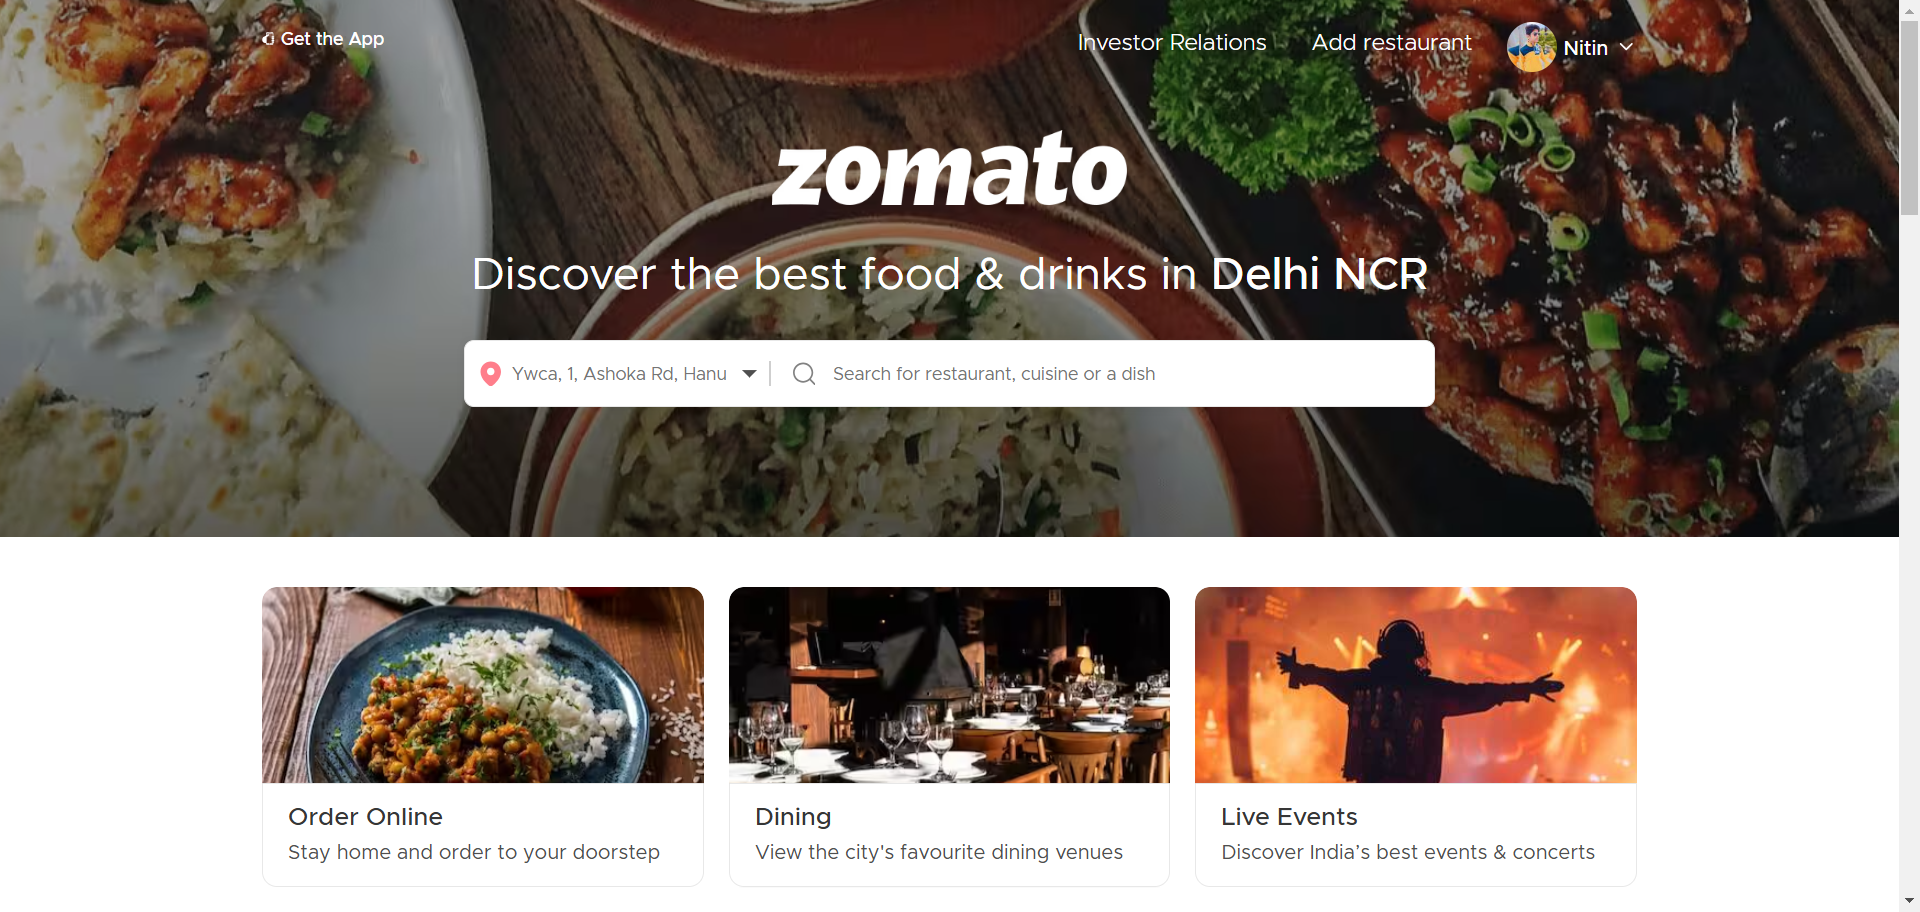 Get the App
Investor Relations
Add restaurant
Nitin
zomato
Discover the best food & drinks in Delhi NCR
Ywca, 1, Ashoka Rd, Hanu
Search for restaurant, cuisine or a dish
Order Online
Stay home and order to your doorstep
Dining
View the city's favourite dining venues
Live Events
Discover India’s best events & concerts